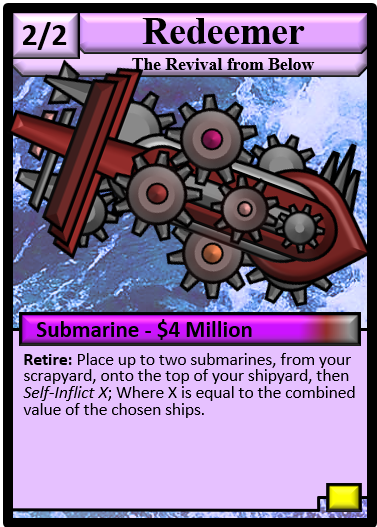 2/2
Redeemer
The Revival from Below
Submarine - $4 Million
Retire: Place up to two submarines, from your
scrapyard, onto the top of your shipyard, then
Self-Inflict X; Where X is equal to the combined
value of the chosen ships.